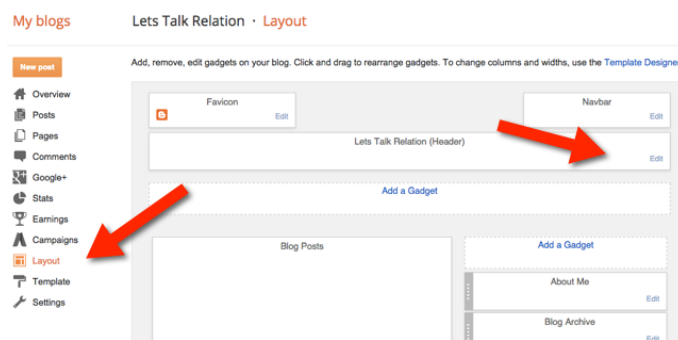 My blogs
Lets Talk Relation · Layout
New post
Add, remove, edit gadgets on your blog. Click and drag to rearrange gadgets. To change columns and widths, use the Template Designe
Overview
Posts
Pages
Comments
Google+
Stats
Earnings
Campaigns
Layout
Template
Settings
Favicon
Edit
Navbar
Edit
Lets Talk Relation (Header)
Edit
Add a Gadget
Blog Posts
Add a Gadget
About Me
Edit
Blog Archive
Edit